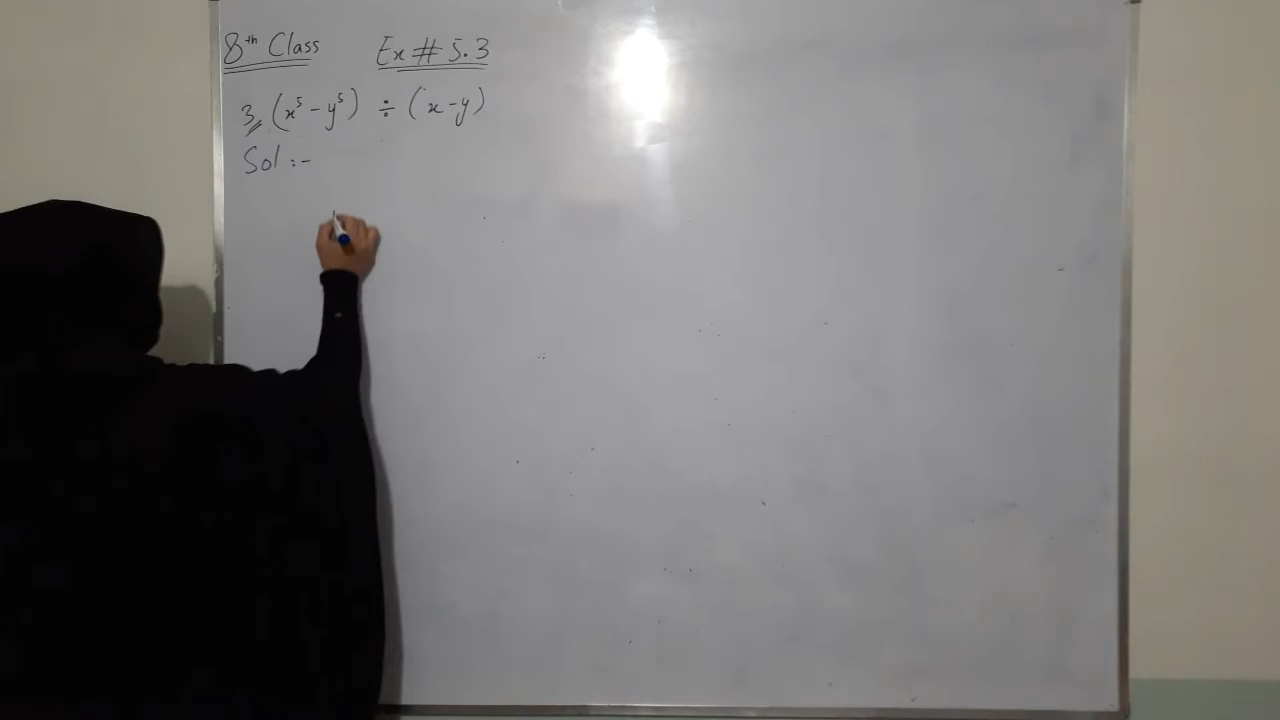 8th Class Ex # 5.3
3, (x⁵ - y⁵) ÷ (x - y)
Sol :-